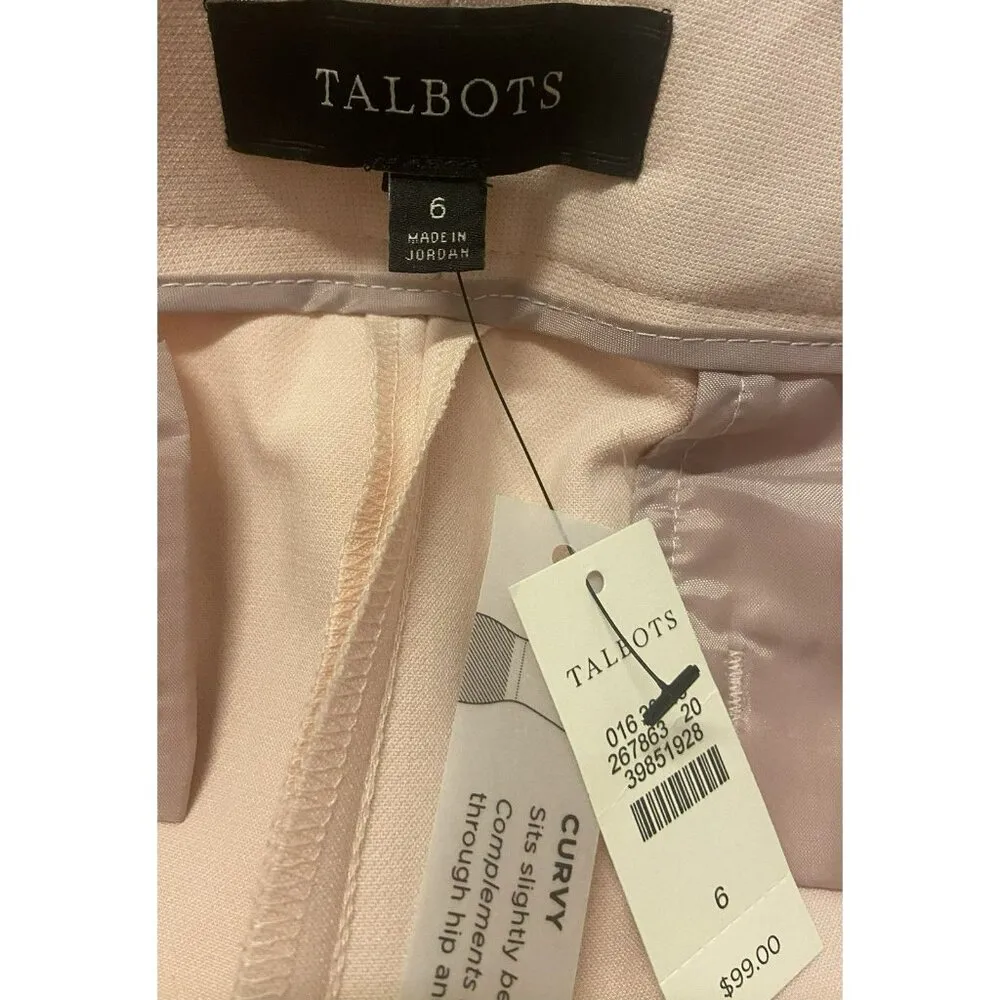 TALBOTS
6
MADE IN
JORDAN
TALBOTS
016
267863 20
39851928
6
$99.00
CURVY
Sits slightly be
Complements
through hip an